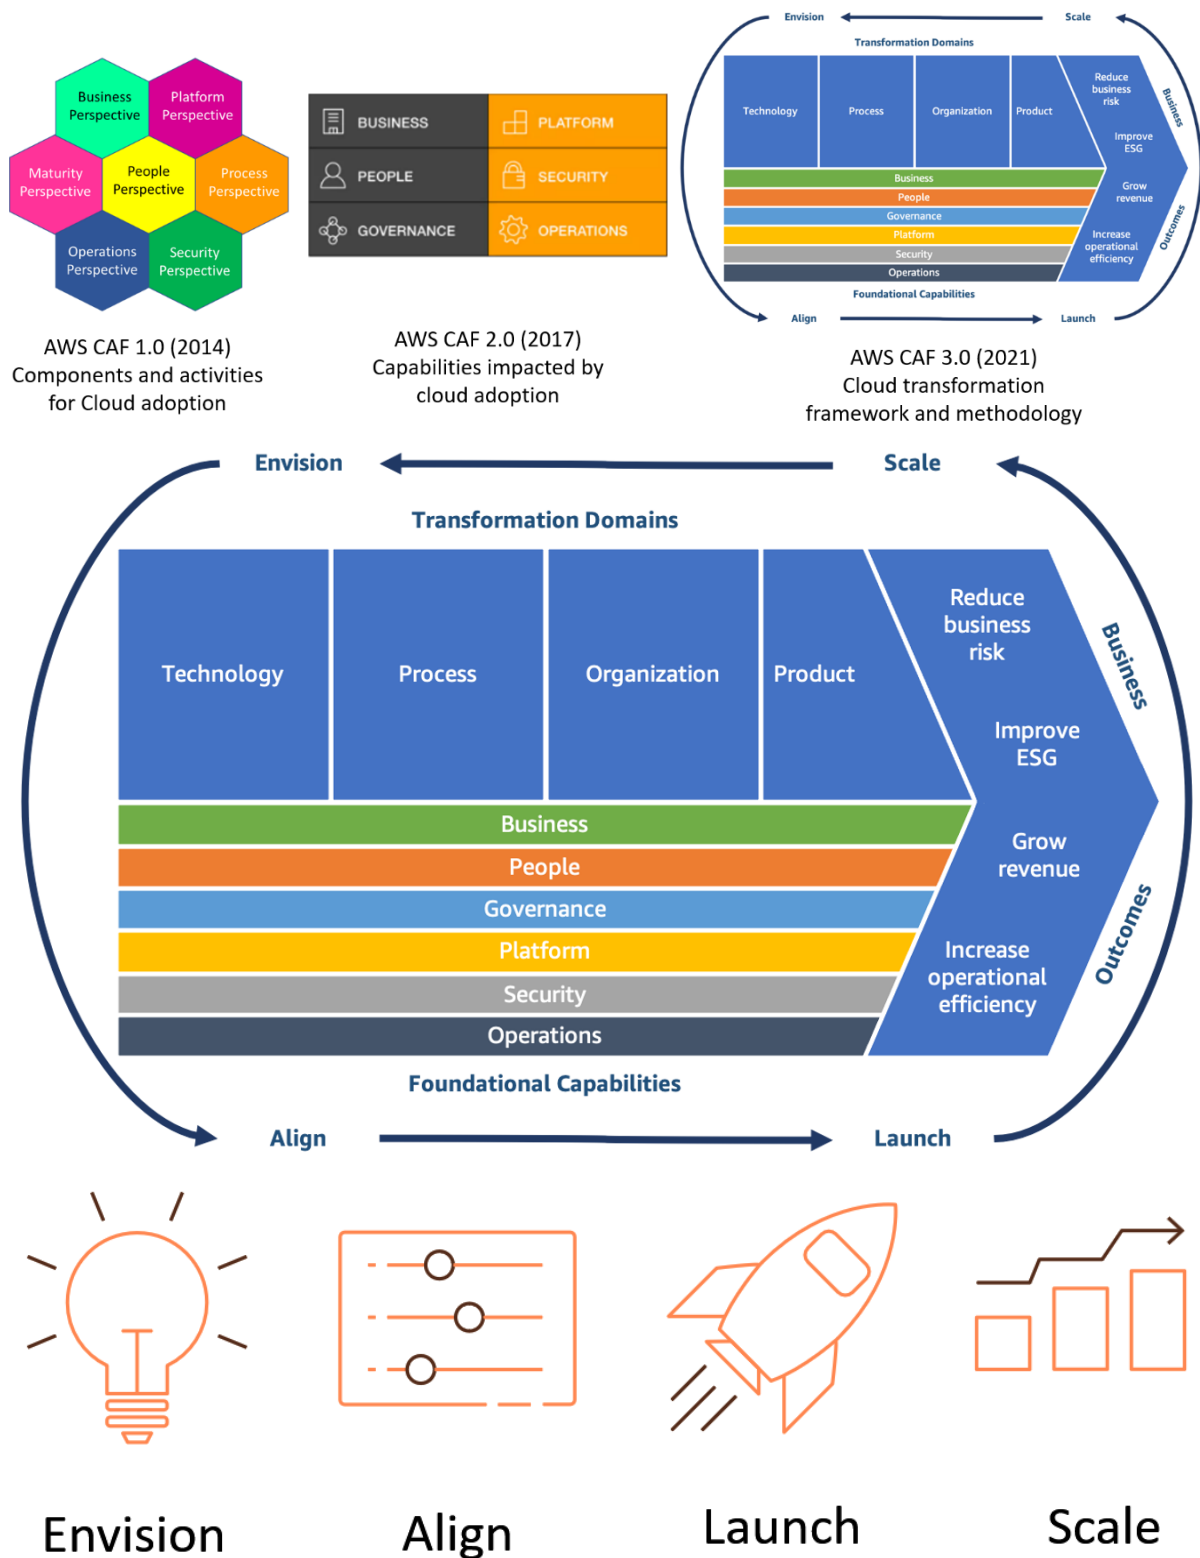 Business
Perspective
Platform
Perspective
Maturity
Perspective
People
Perspective
Process
Perspective
Operations
Perspective
Security
Perspective
AWS CAF 1.0 (2014)
Components and activities
for Cloud adoption
BUSINESS
PLATFORM
PEOPLE
SECURITY
GOVERNANCE
OPERATIONS
AWS CAF 2.0 (2017)
Capabilities impacted by
cloud adoption
Envision
Scale
Transformation Domains
Technology
Process
Organization
Product
Reduce
business
risk
Improve
ESG
Grow
revenue
Increase
operational
efficiency
Business
Outcomes
Business
People
Governance
Platform
Security
Operations
Foundational Capabilities
Align
Launch
AWS CAF 3.0 (2021)
Cloud transformation
framework and methodology
Envision
Scale
Transformation Domains
Technology
Process
Organization
Product
Reduce
business
risk
Improve
ESG
Grow
revenue
Increase
operational
efficiency
Business
Outcomes
Business
People
Governance
Platform
Security
Operations
Foundational Capabilities
Align
Launch
Envision
Align
Launch
Scale